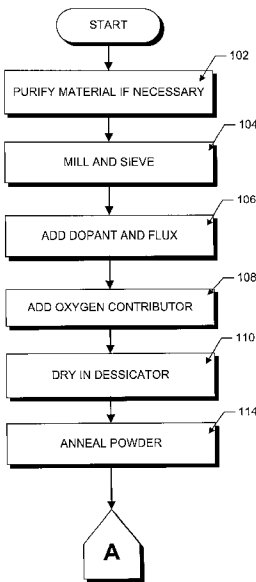 START
102
PURIFY MATERIAL IF NECESSARY
104
MILL AND SIEVE
106
ADD DOPANT AND FLUX
108
ADD OXYGEN CONTRIBUTOR
110
DRY IN DESSICATOR
114
ANNEAL POWDER
A